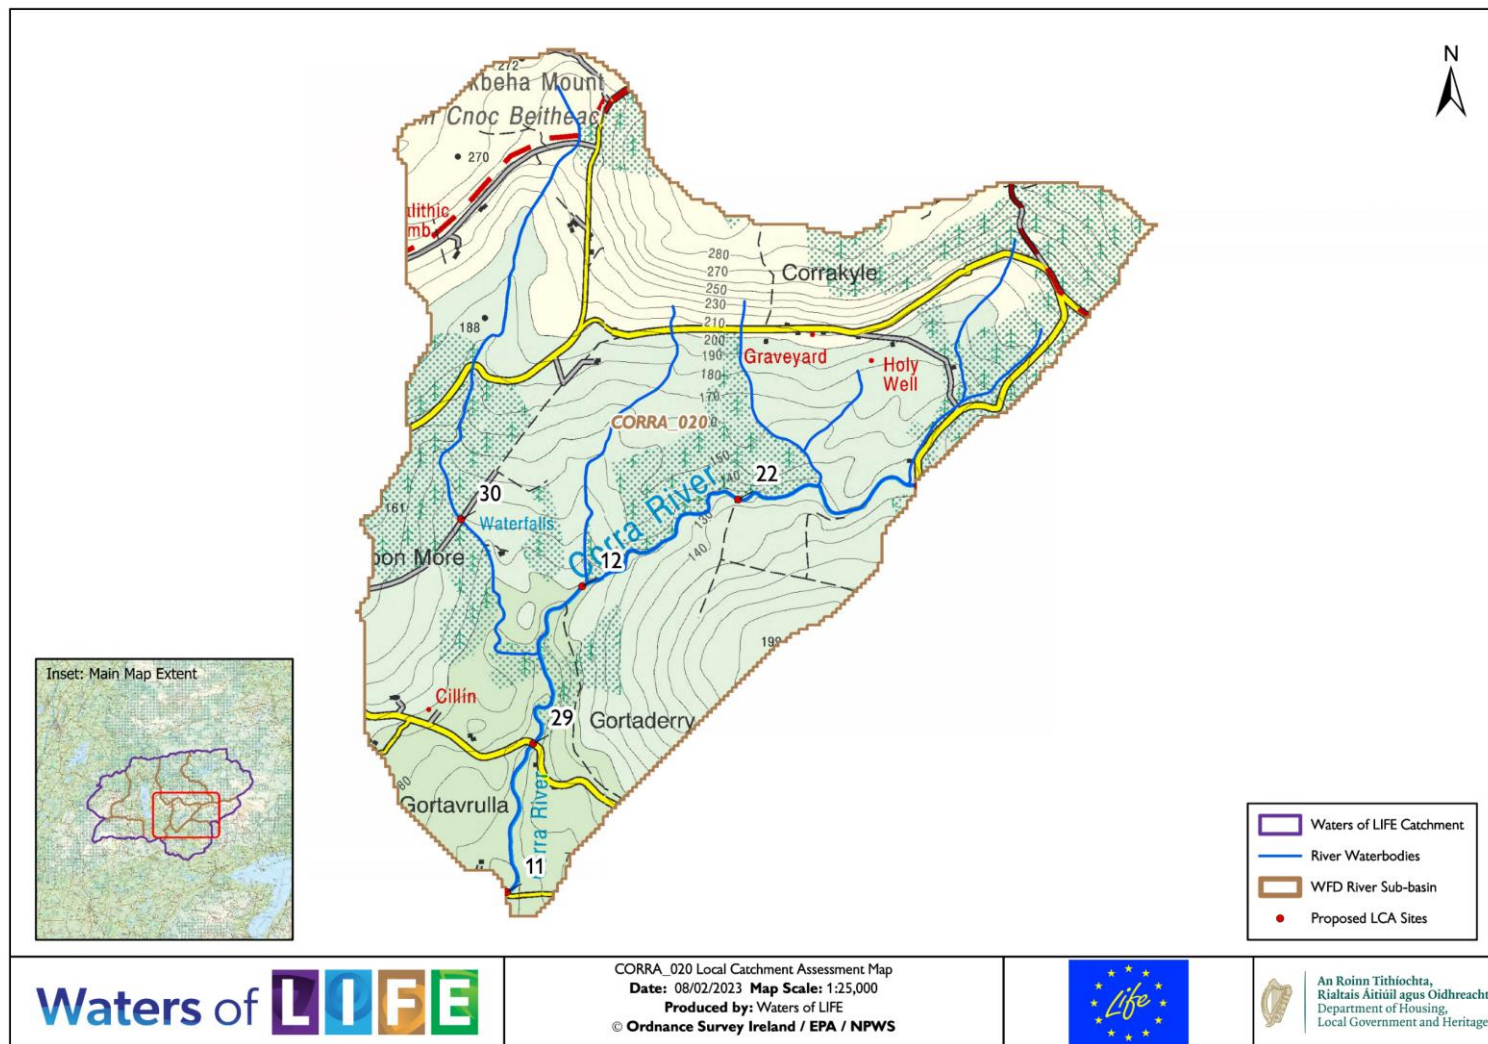 N
272
kbeha Mount
Cnoc Beitheac
270
lithic
mb
280
270
250
230
210
200
190
180
170
Corrakyle
188
Graveyard
Holy
Well
CORRA_020
150
140
130
140
22
Corra River
30
161
Waterfalls
oon More
12
199
Cillín
29
Gortaderry
80
Gortavrulla
rra River
11
Inset: Main Map Extent
Waters of LIFE Catchment
River Waterbodies
WFD River Sub-basin
Proposed LCA Sites
Waters of LIFE
CORRA_020 Local Catchment Assessment Map
Date: 08/02/2023 Map Scale: 1:25,000
Produced by: Waters of LIFE
© Ordnance Survey Ireland / EPA / NPWS
Life
An Roinn Tithíochta,
Rialtais Áitiúil agus Oidhreachta
Department of Housing,
Local Government and Heritage